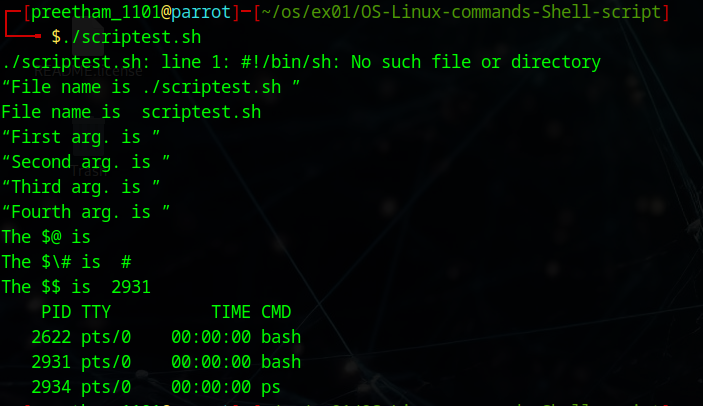 ┌─[preetham_1101@parrot]─[~/os/ex01/OS-Linux-commands-Shell-script]
└──╼ $./scriptest.sh
./scriptest.sh: line 1: #!/bin/sh: No such file or directory
“File name is ./scriptest.sh ”
File name is  scriptest.sh
“First arg. is ”
“Second arg. is ”
“Third arg. is ”
“Fourth arg. is ”
The $@ is
The $\# is  #
The $$ is  2931
    PID TTY          TIME CMD
   2622 pts/0    00:00:00 bash
   2931 pts/0    00:00:00 bash
   2934 pts/0    00:00:00 ps